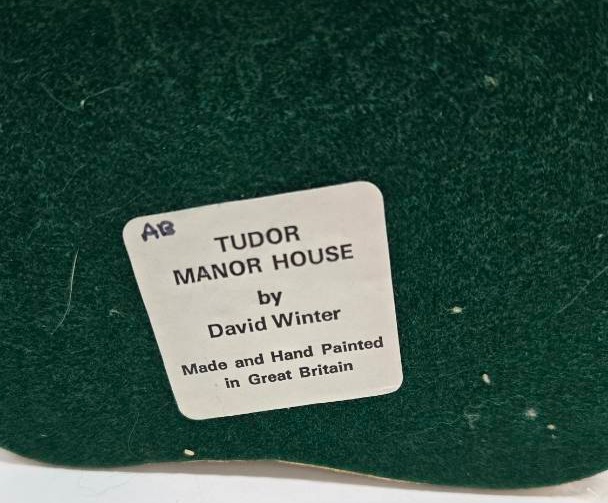 AB
TUDOR
MANOR HOUSE
by
David Winter
Made and Hand Painted
in Great Britain